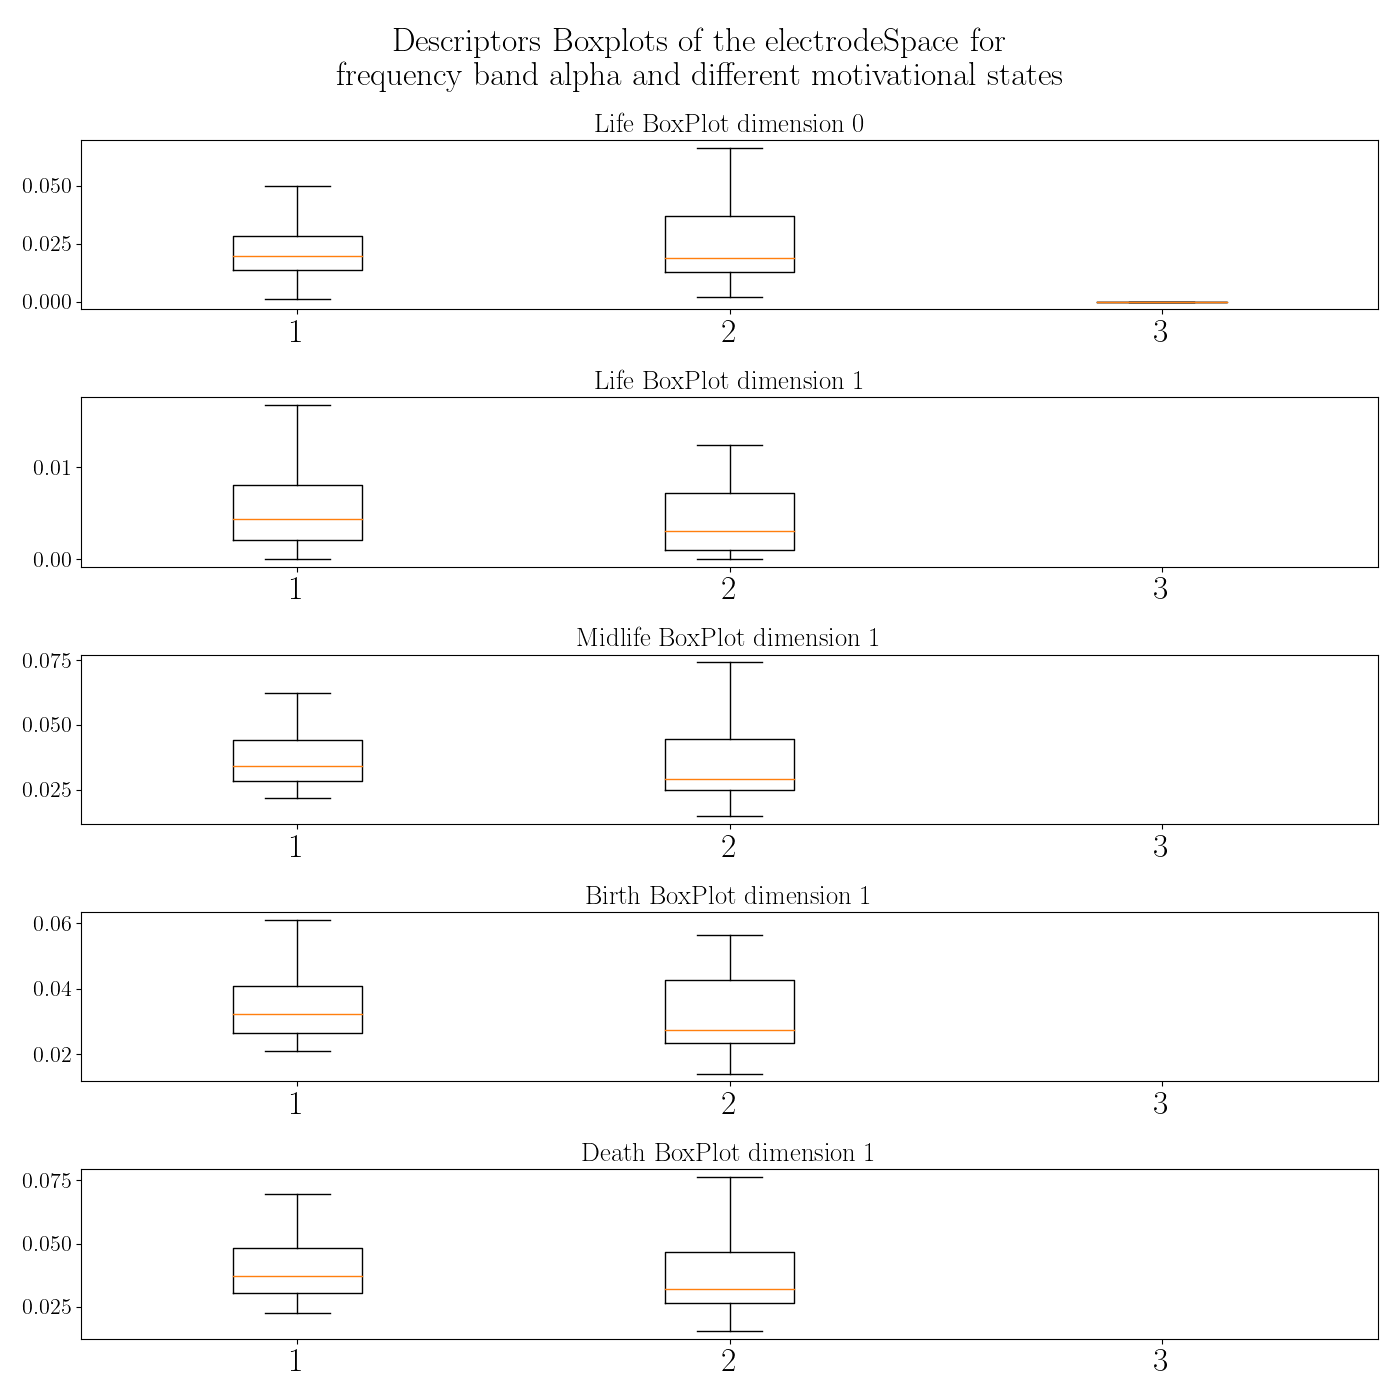 Descriptors Boxplots of the electrodeSpace for
frequency band alpha and different motivational states
Life BoxPlot dimension 0
0.050
0.025
0.000
1 2 3
Life BoxPlot dimension 1
0.01
0.00
1 2 3
Midlife BoxPlot dimension 1
0.075
0.050
0.025
1 2 3
Birth BoxPlot dimension 1
0.06
0.04
0.02
1 2 3
Death BoxPlot dimension 1
0.075
0.050
0.025
1 2 3